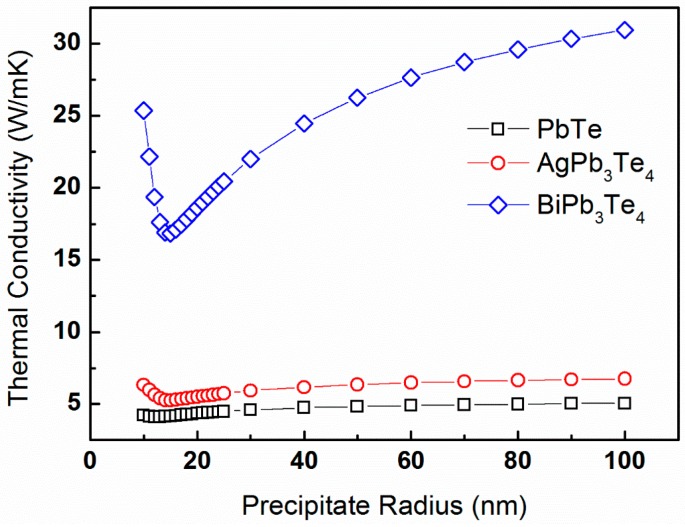 Thermal Conductivity (W/mK)
30
25
20
15
10
5
PbTe
AgPb₃Te₄
BiPb₃Te₄
0 20 40 60 80 100
Precipitate Radius (nm)